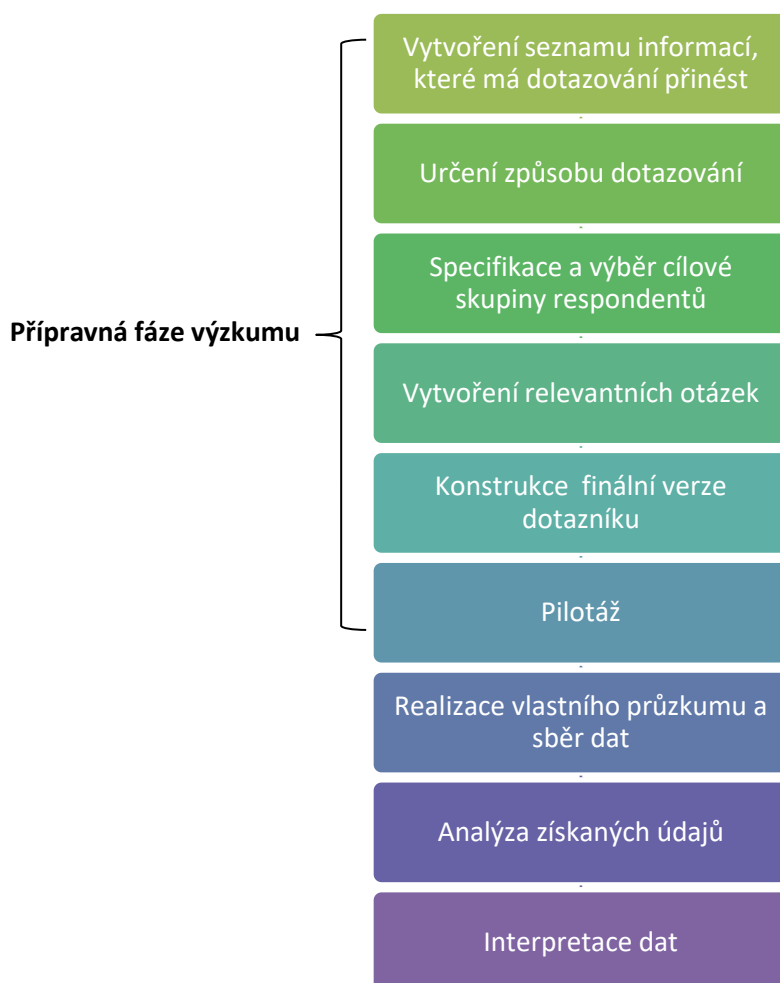 Vytvoření seznamu informací,
které má dotazování přinést
Určení způsobu dotazování
Specifikace a výběr cílové
skupiny respondentů
Přípravná fáze výzkumu
Vytvoření relevantních otázek
Konstrukce  finální verze
dotazníku
Pilotáž
Realizace vlastního průzkumu a
sběr dat
Analýza získaných údajů
Interpretace dat